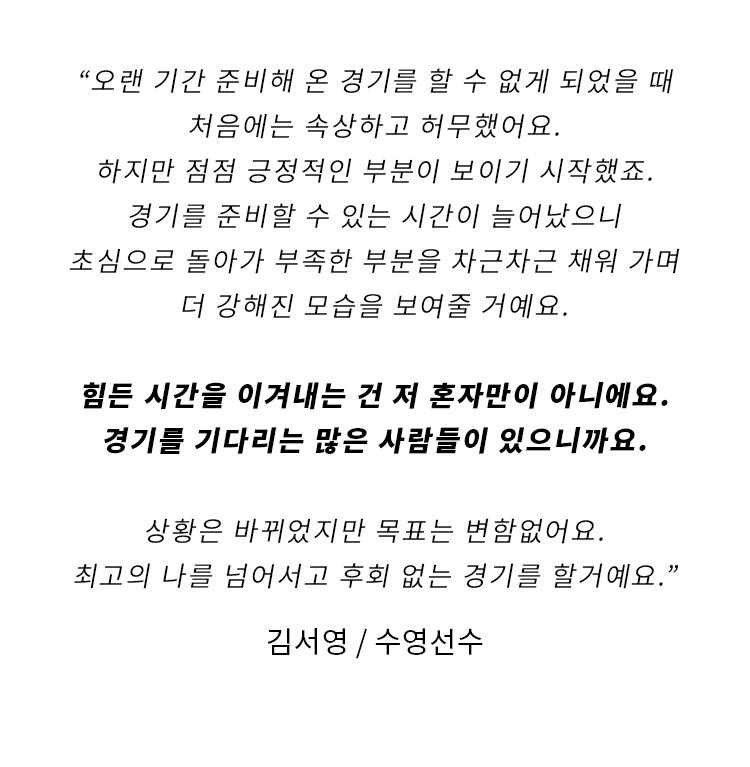 “오랜 기간 준비해 온 경기를 할 수 없게 되었을 때
처음에는 속상하고 허무했어요.
하지만 점점 긍정적인 부분이 보이기 시작했죠.
경기를 준비할 수 있는 시간이 늘어났으니
초심으로 돌아가 부족한 부분을 차근차근 채워 가며
더 강해진 모습을 보여줄 거예요.
힘든 시간을 이겨내는 건 저 혼자만이 아니에요.
경기를 기다리는 많은 사람들이 있으니까요.
상황은 바뀌었지만 목표는 변함없어요.
최고의 나를 넘어서고 후회 없는 경기를 할거예요.”
김서영 / 수영선수